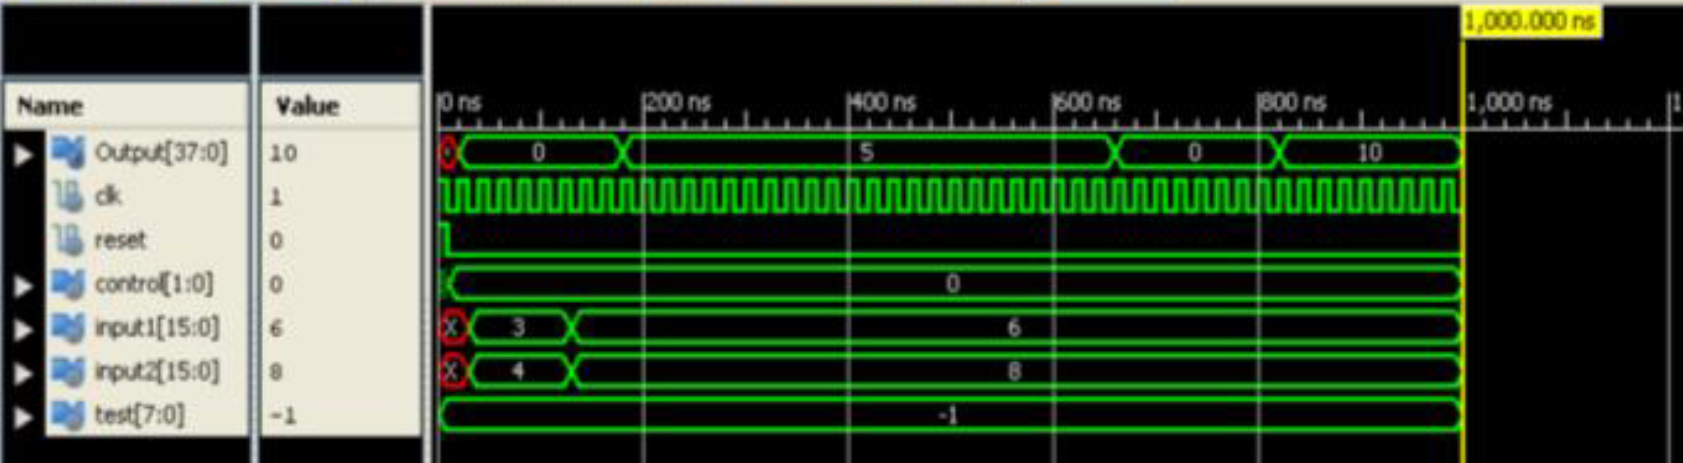 1,000.000 ns
Name Value 0 ns 200 ns 400 ns 600 ns 800 ns 1,000 ns 1
Output[37:0] 10 0 5 0 10
clk 1
reset 0
control[1:0] 0 0
input1[15:0] 6 X 3 6
input2[15:0] 8 X 4 8
test[7:0] -1 -1